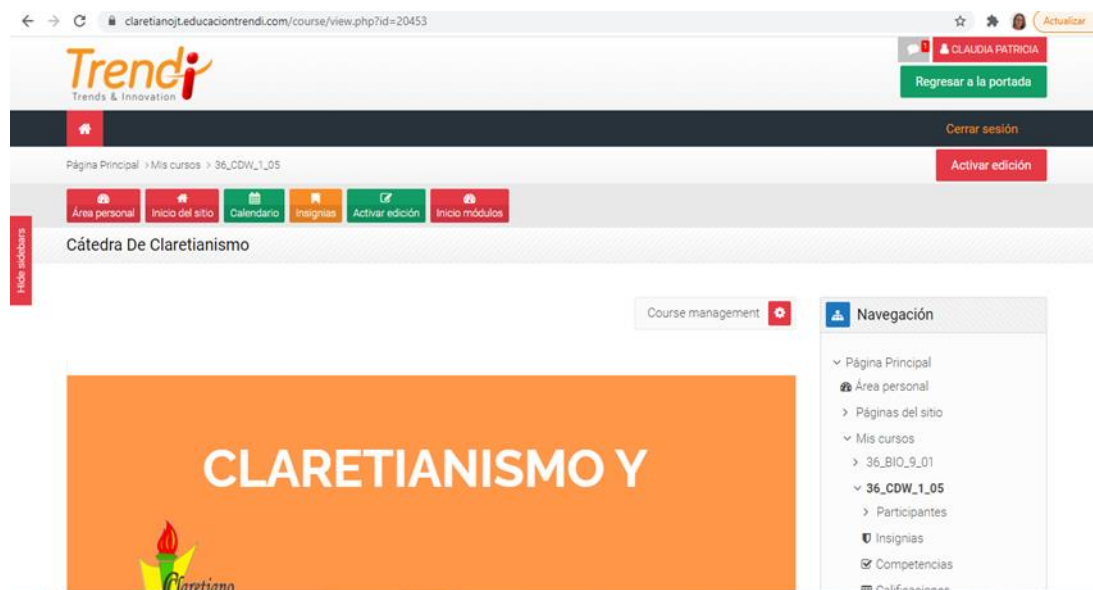 claretianojt.educaciontrendi.com/course/view.php?id=20453
Actualizar
Trendi
Trends & Innovation
1
CLAUDIA PATRICIA
Regresar a la portada
Cerrar sesión
Página Principal > Mis cursos > 36_CDW_1_05
Activar edición
Área personal
Inicio del sitio
Calendario
Insignias
Activar edición
Inicio módulos
Hide sidebars
Cátedra De Claretianismo
Course management
CLARETIANISMO Y
Claretiano
Navegación
Página Principal
Área personal
Páginas del sitio
Mis cursos
36_BIO_9_01
36_CDW_1_05
Participantes
Insignias
Competencias
Calificaciones